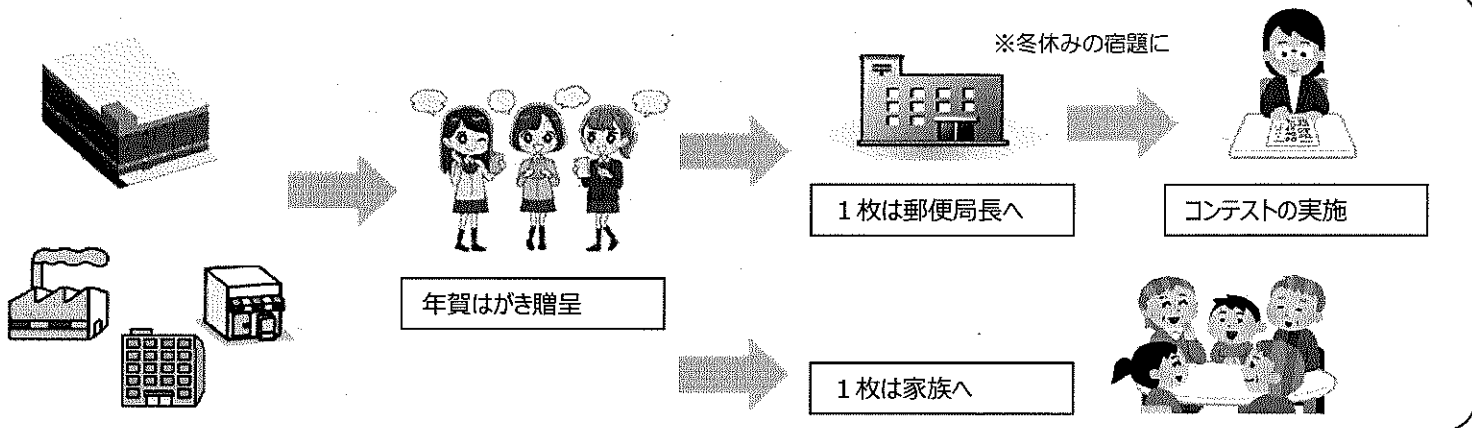 ※冬休みの宿題に
年賀はがき贈呈
1枚は郵便局長へ
コンテストの実施
1枚は家族へ